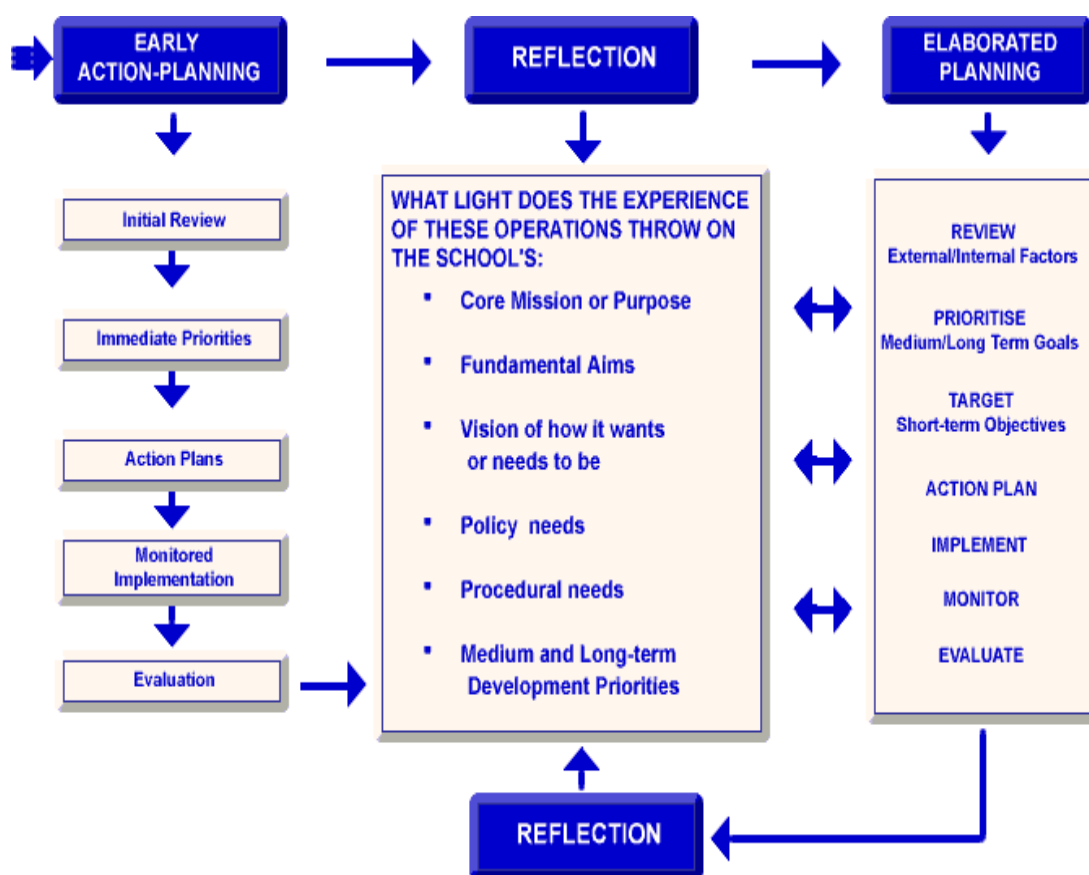 EARLY
ACTION-PLANNING
REFLECTION
ELABORATED
PLANNING
Initial Review
Immediate Priorities
Action Plans
Monitored
Implementation
Evaluation
WHAT LIGHT DOES THE EXPERIENCE
OF THESE OPERATIONS THROW ON
THE SCHOOL'S:
▪ Core Mission or Purpose
▪ Fundamental Aims
▪ Vision of how it wants
or needs to be
▪ Policy needs
▪ Procedural needs
▪ Medium and Long-term
Development Priorities
REVIEW
External/Internal Factors
PRIORITISE
Medium/Long Term Goals
TARGET
Short-term Objectives
ACTION PLAN
IMPLEMENT
MONITOR
EVALUATE
REFLECTION